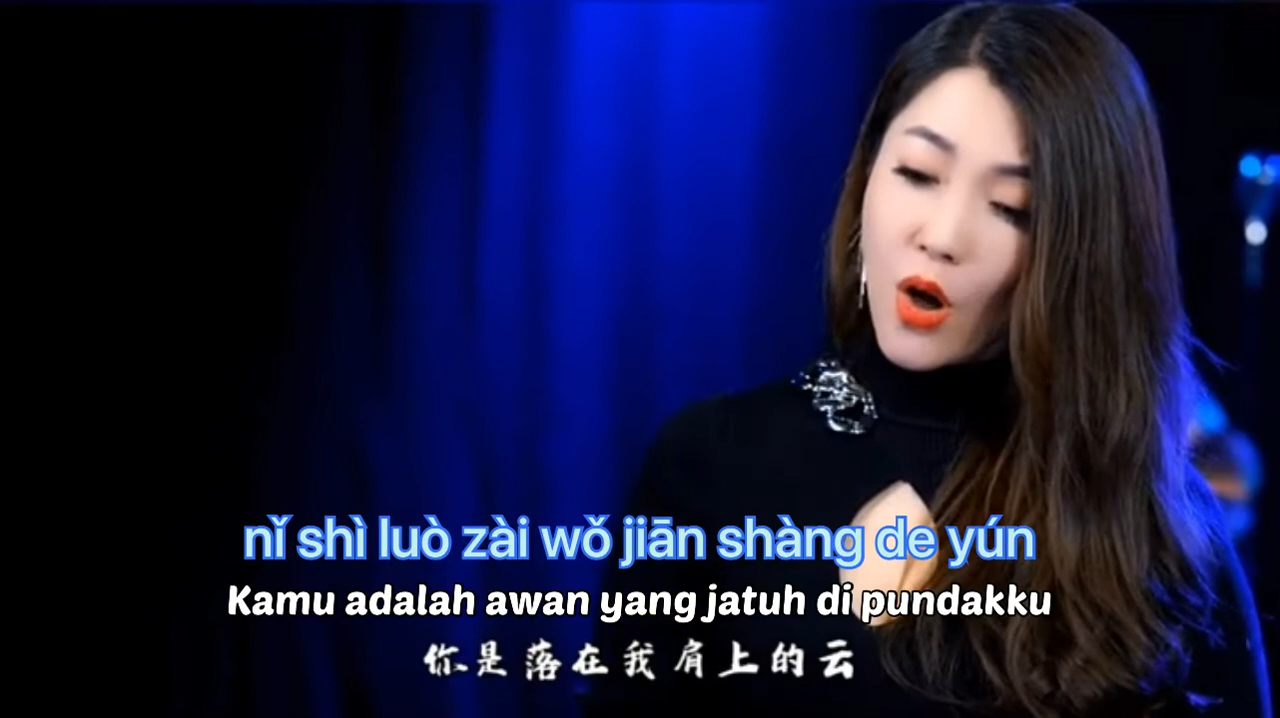 nǐ shì luò zài wǒ jiān shàng de yún
Kamu adalah awan yang jatuh di pundakku
你是落在我肩上的云